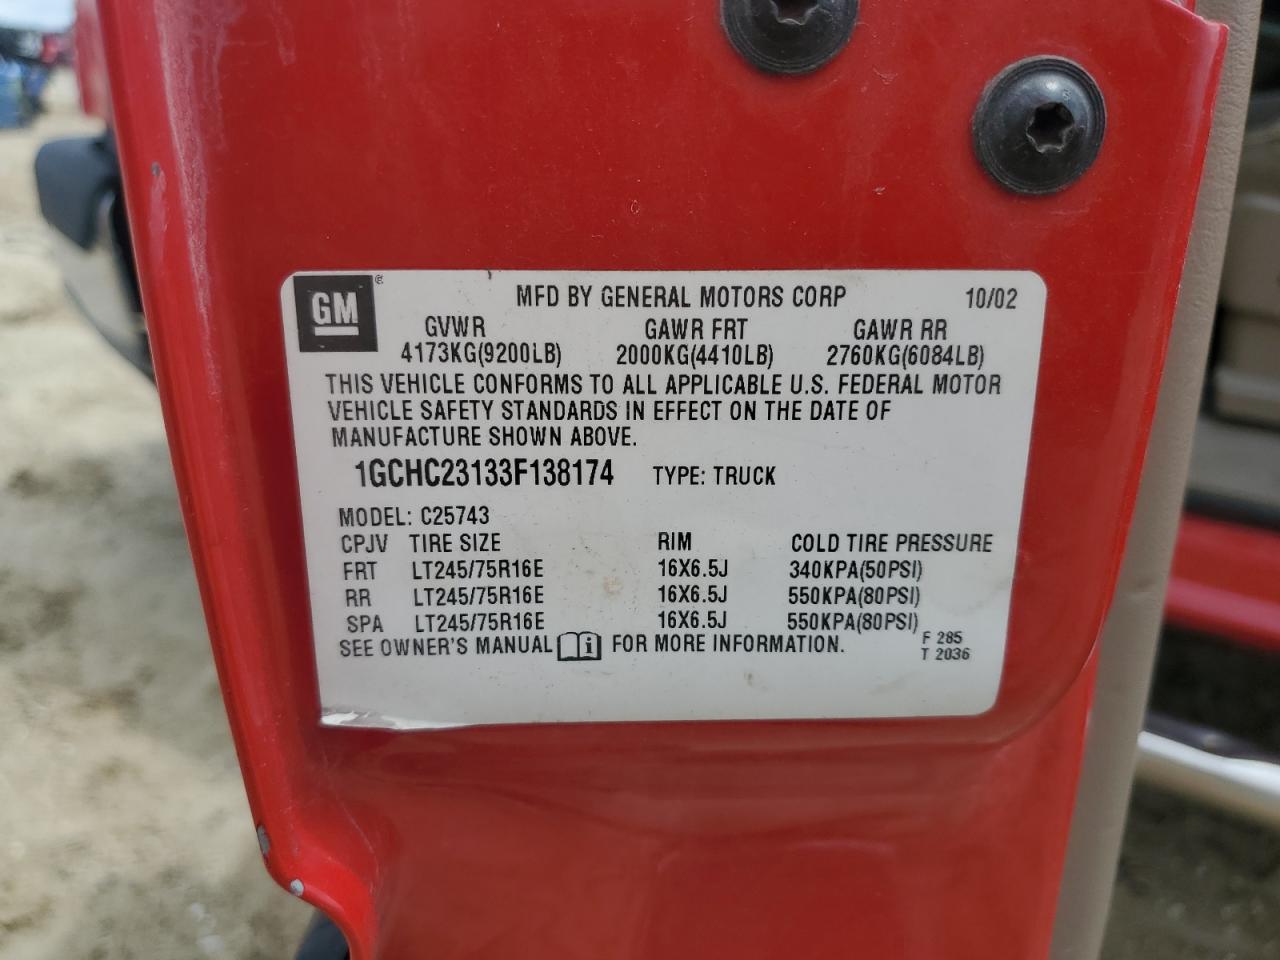 GM ® MFD BY GENERAL MOTORS CORP 10/02
GVWR GAWR FRT GAWR RR
4173KG(9200LB) 2000KG(4410LB) 2760KG(6084LB)
THIS VEHICLE CONFORMS TO ALL APPLICABLE U.S. FEDERAL MOTOR
VEHICLE SAFETY STANDARDS IN EFFECT ON THE DATE OF
MANUFACTURE SHOWN ABOVE.
1GCHC23133F138174 TYPE: TRUCK
MODEL: C25743
CPJV TIRE SIZE RIM COLD TIRE PRESSURE
FRT LT245/75R16E 16X6.5J 340KPA(50PSI)
RR LT245/75R16E 16X6.5J 550KPA(80PSI)
SPA LT245/75R16E 16X6.5J 550KPA(80PSI)
SEE OWNER'S MANUAL i FOR MORE INFORMATION. F 285
T 2036